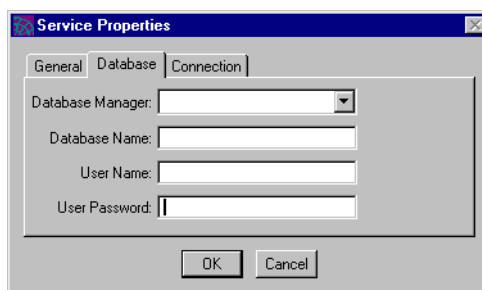 Service Properties
General Database Connection
Database Manager:
Database Name:
User Name:
User Password:
OK Cancel